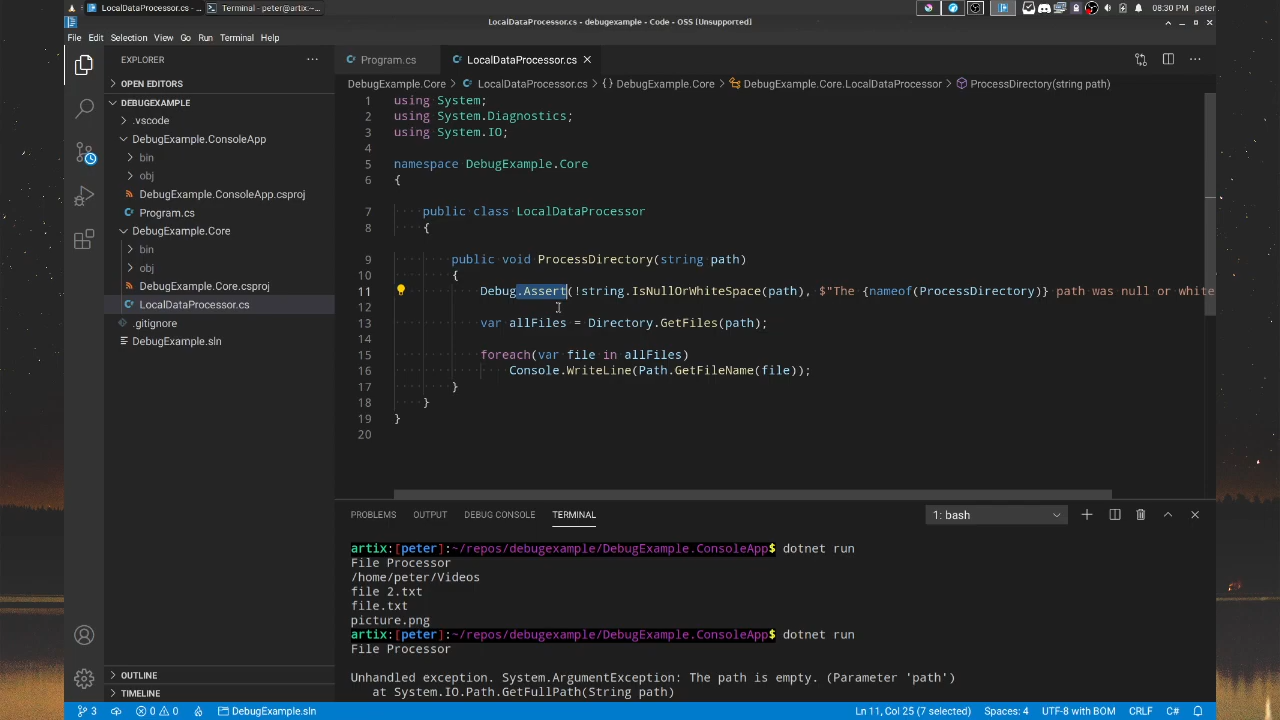 LocalDataProcessor.cs - ...
Terminal - peter@artix:~...
08:30 PM
peter
LocalDataProcessor.cs - debugexample - Code - OSS [Unsupported]
File Edit Selection View Go Run Terminal Help
EXPLORER
OPEN EDITORS
DEBUGEXAMPLE
.vscode
DebugExample.ConsoleApp
bin
obj
DebugExample.ConsoleApp.csproj
Program.cs
DebugExample.Core
bin
obj
DebugExample.Core.csproj
LocalDataProcessor.cs
.gitignore
DebugExample.sln
OUTLINE
TIMELINE
Program.cs
LocalDataProcessor.cs
DebugExample.Core > LocalDataProcessor.cs > {} DebugExample.Core > DebugExample.Core.LocalDataProcessor > ProcessDirectory(string path)
1 using System;
2 using System.Diagnostics;
3 using System.IO;
4
5 namespace DebugExample.Core
6 {
7 public class LocalDataProcessor
8 {
9 public void ProcessDirectory(string path)
10 {
11 Debug.Assert(!string.IsNullOrWhiteSpace(path), $"The {nameof(ProcessDirectory)} path was null or white
12
13 var allFiles = Directory.GetFiles(path);
14
15 foreach(var file in allFiles)
16 Console.WriteLine(Path.GetFileName(file));
17 }
18 }
19 }
20
PROBLEMS OUTPUT DEBUG CONSOLE TERMINAL
1: bash
artix:[peter]:~/repos/debugexample/DebugExample.ConsoleApp$ dotnet run
File Processor
/home/peter/Videos
file 2.txt
file.txt
picture.png
artix:[peter]:~/repos/debugexample/DebugExample.ConsoleApp$ dotnet run
File Processor
Unhandled exception. System.ArgumentException: The path is empty. (Parameter 'path')
at System.IO.Path.GetFullPath(String path)
3
0 0
DebugExample.sln
Ln 11, Col 25 (7 selected)
Spaces: 4
UTF-8 with BOM
CRLF
C#